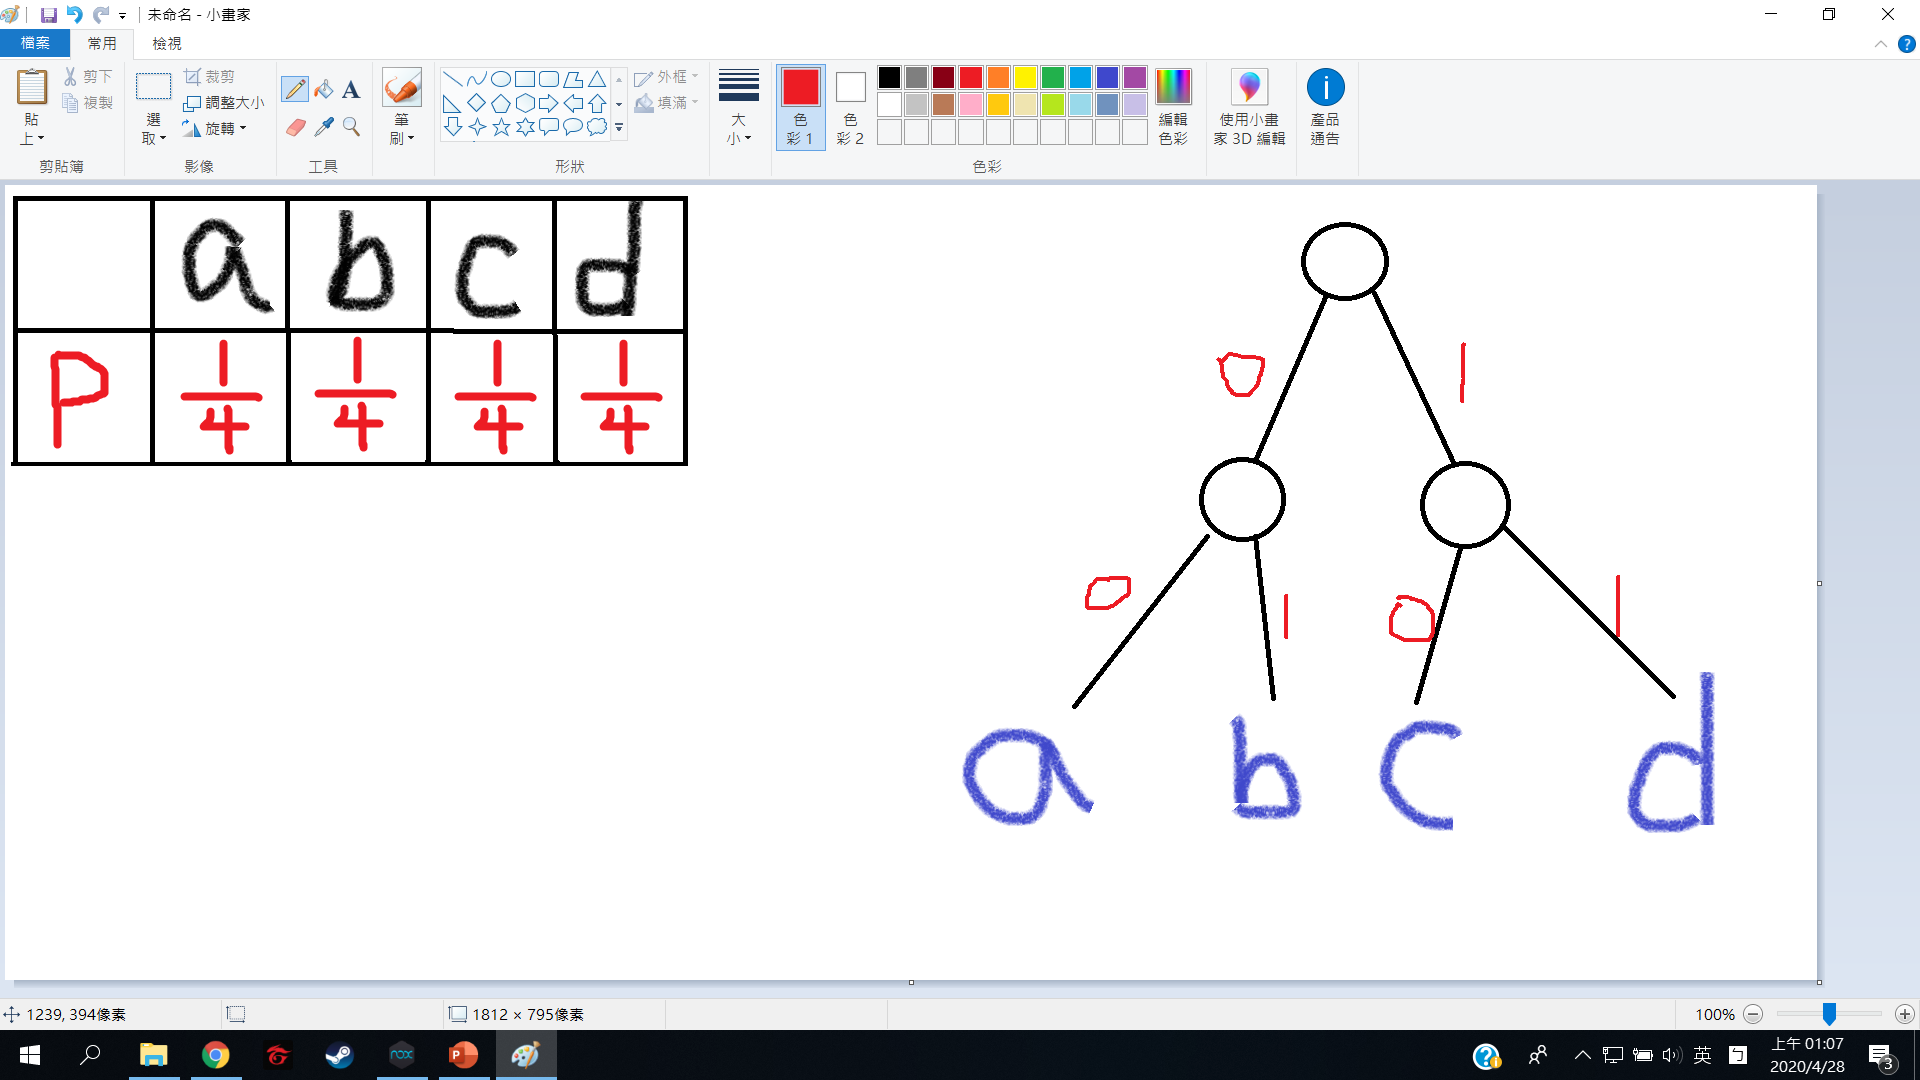 未命名 - 小畫家
檔案 常用 檢視
貼上 剪下 複製 剪貼簿
選取 裁剪 調整大小 旋轉 影像
A 工具
筆刷
形狀 外框 填滿
大小
色彩 1 色彩 2 編輯色彩 色彩
使用小畫家 3D 編輯
產品通告
a b c d
P 1/4 1/4 1/4 1/4
0 1
0 1 0 1
a b c d
1239, 394像素 1812 × 795像素 100%
nox P 英 ㄅ 上午 01:07
2020/4/28 3